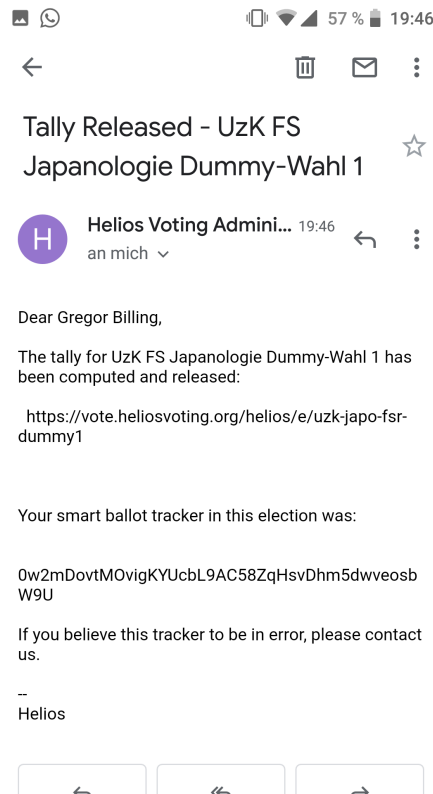 57 % 19:46
Tally Released - UzK FS
Japanologie Dummy-Wahl 1
H
Helios Voting Admini... 19:46
an mich
Dear Gregor Billing,
The tally for UzK FS Japanologie Dummy-Wahl 1 has
been computed and released:
https://vote.heliosvoting.org/helios/e/uzk-japo-fsr-
dummy1
Your smart ballot tracker in this election was:
0w2mDovtMOvigKYUcbL9AC58ZqHsvDhm5dwveosb
W9U
If you believe this tracker to be in error, please contact
us.
--
Helios